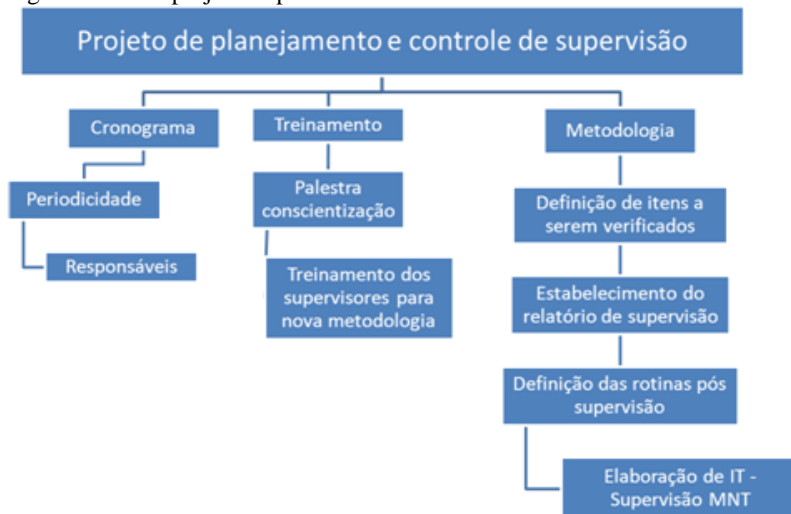 Projeto de planejamento e controle de supervisão
Cronograma
Treinamento
Metodologia
Periodicidade
Responsáveis
Palestra
conscientização
Treinamento dos
supervisores para
nova metodologia
Definição de itens a
serem verificados
Estabelecimento do
relatório de supervisão
Definição das rotinas pós
supervisão
Elaboração de IT -
Supervisão MNT